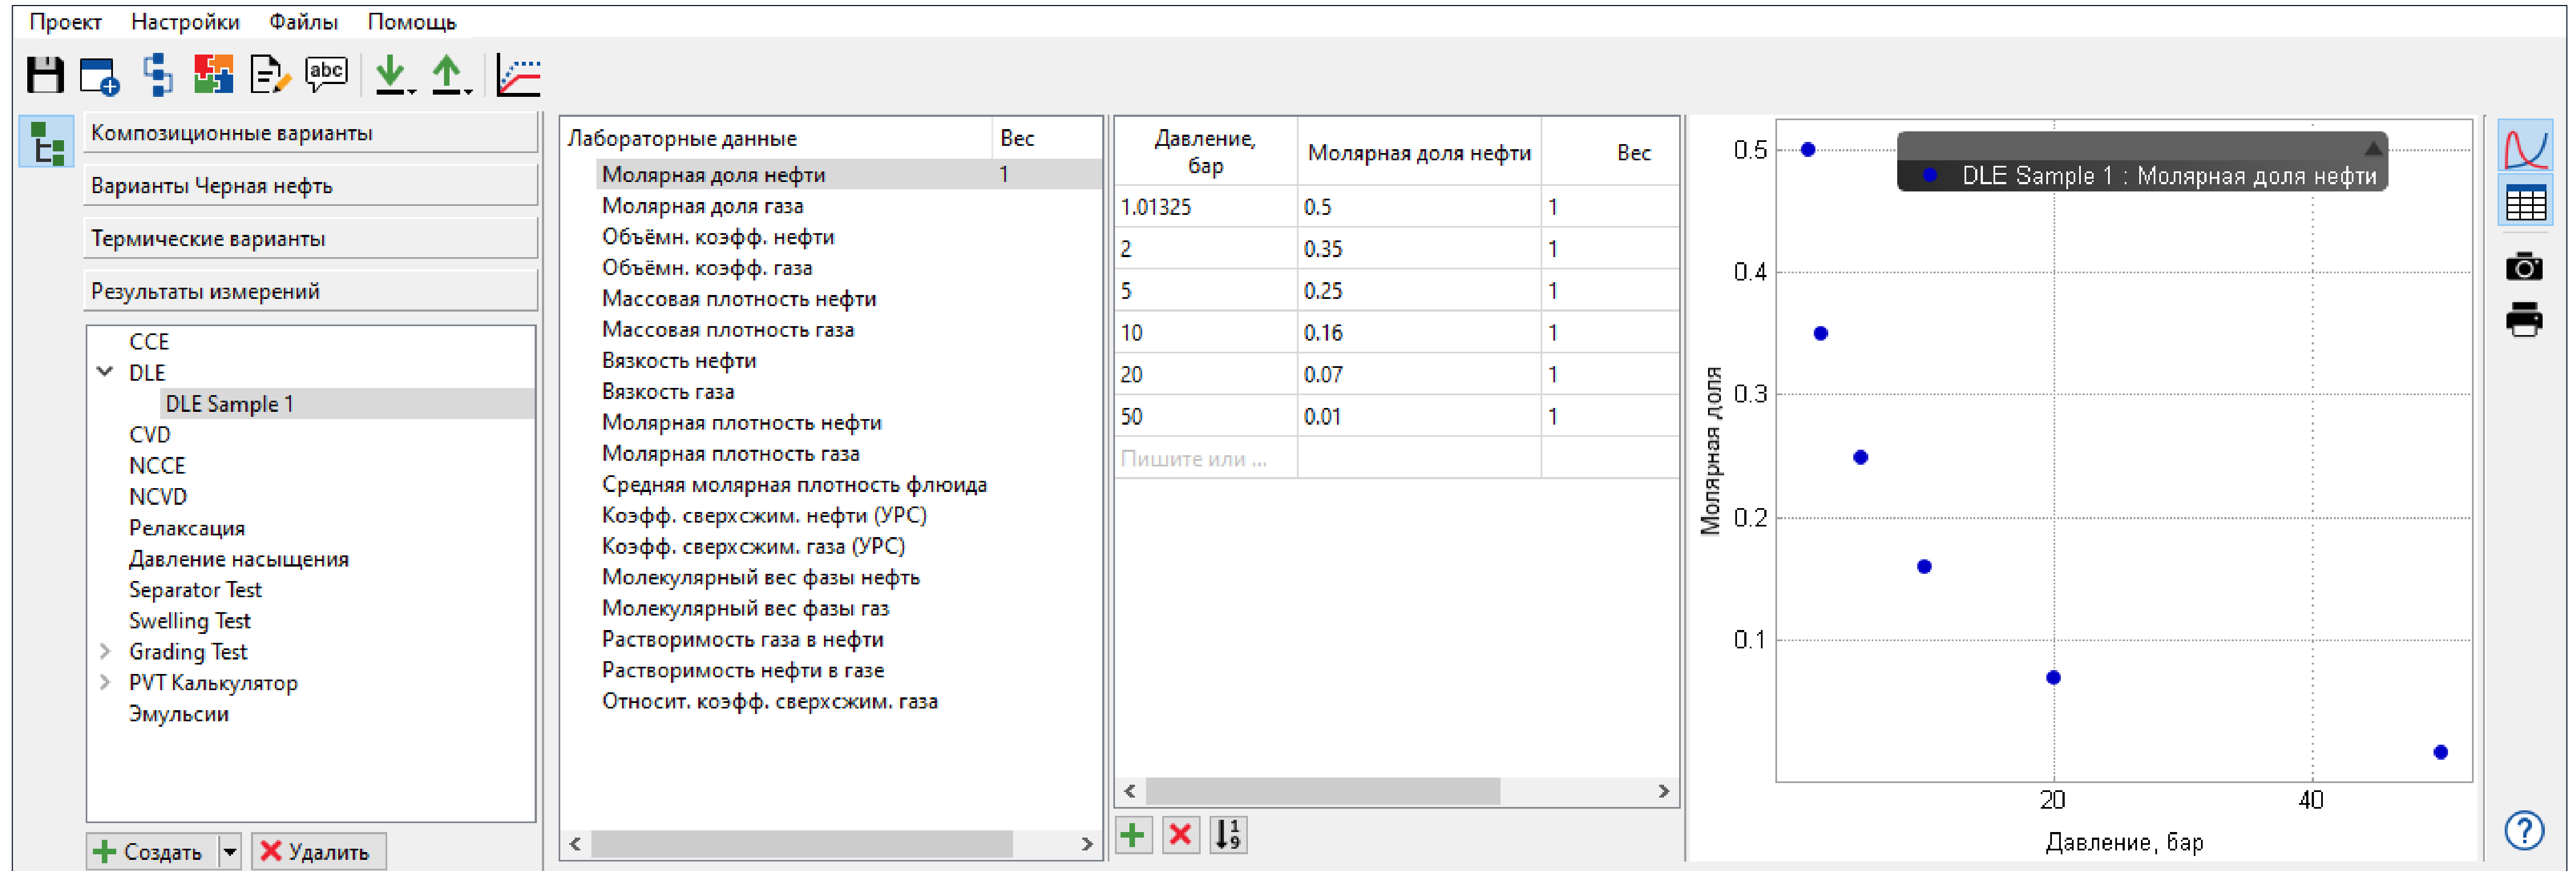 Проект Настройки Файлы Помощь
abc
Композиционные варианты
Варианты Черная нефть
Термические варианты
Результаты измерений
CCE
DLE
DLE Sample 1
CVD
NCCE
NCVD
Релаксация
Давление насыщения
Separator Test
Swelling Test
Grading Test
PVT Калькулятор
Эмульсии
Создать Удалить
Лабораторные данные Вес
Молярная доля нефти 1
Молярная доля газа
Объёмн. коэфф. нефти
Объёмн. коэфф. газа
Массовая плотность нефти
Массовая плотность газа
Вязкость нефти
Вязкость газа
Молярная плотность нефти
Молярная плотность газа
Средняя молярная плотность флюида
Коэфф. сверхсжим. нефти (УРС)
Коэфф. сверхсжим. газа (УРС)
Молекулярный вес фазы нефть
Молекулярный вес фазы газ
Растворимость газа в нефти
Растворимость нефти в газе
Относит. коэфф. сверхсжим. газа
Давление,
бар
Молярная доля нефти Вес
1.01325 0.5 1
2 0.35 1
5 0.25 1
10 0.16 1
20 0.07 1
50 0.01 1
Пишите или ...
1
9
DLE Sample 1 : Молярная доля нефти
Молярная доля
0.5
0.4
0.3
0.2
0.1
20 40
Давление, бар
?